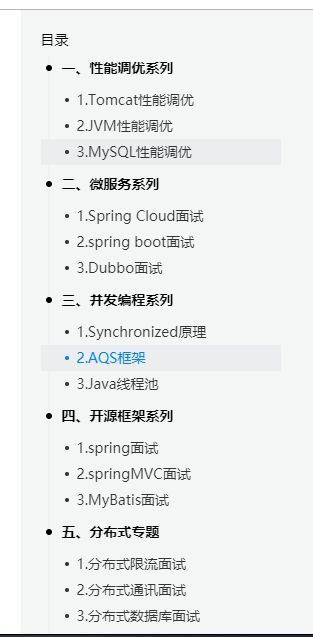 目录
一、性能调优系列
1.Tomcat性能调优
2.JVM性能调优
3.MySQL性能调优
二、微服务系列
1.Spring Cloud面试
2.spring boot面试
3.Dubbo面试
三、并发编程系列
1.Synchronized原理
2.AQS框架
3.Java线程池
四、开源框架系列
1.spring面试
2.springMVC面试
3.MyBatis面试
五、分布式专题
1.分布式限流面试
2.分布式通讯面试
3.分布式数据库面试